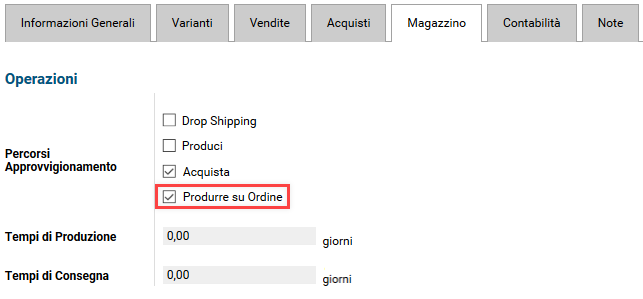 Informazioni Generali Varianti Vendite Acquisti Magazzino Contabilità Note
Operazioni
Percorsi Approvvigionamento
Drop Shipping
Produci
Acquista
Produrre su Ordine
Tempi di Produzione 0,00 giorni
Tempi di Consegna 0,00 giorni